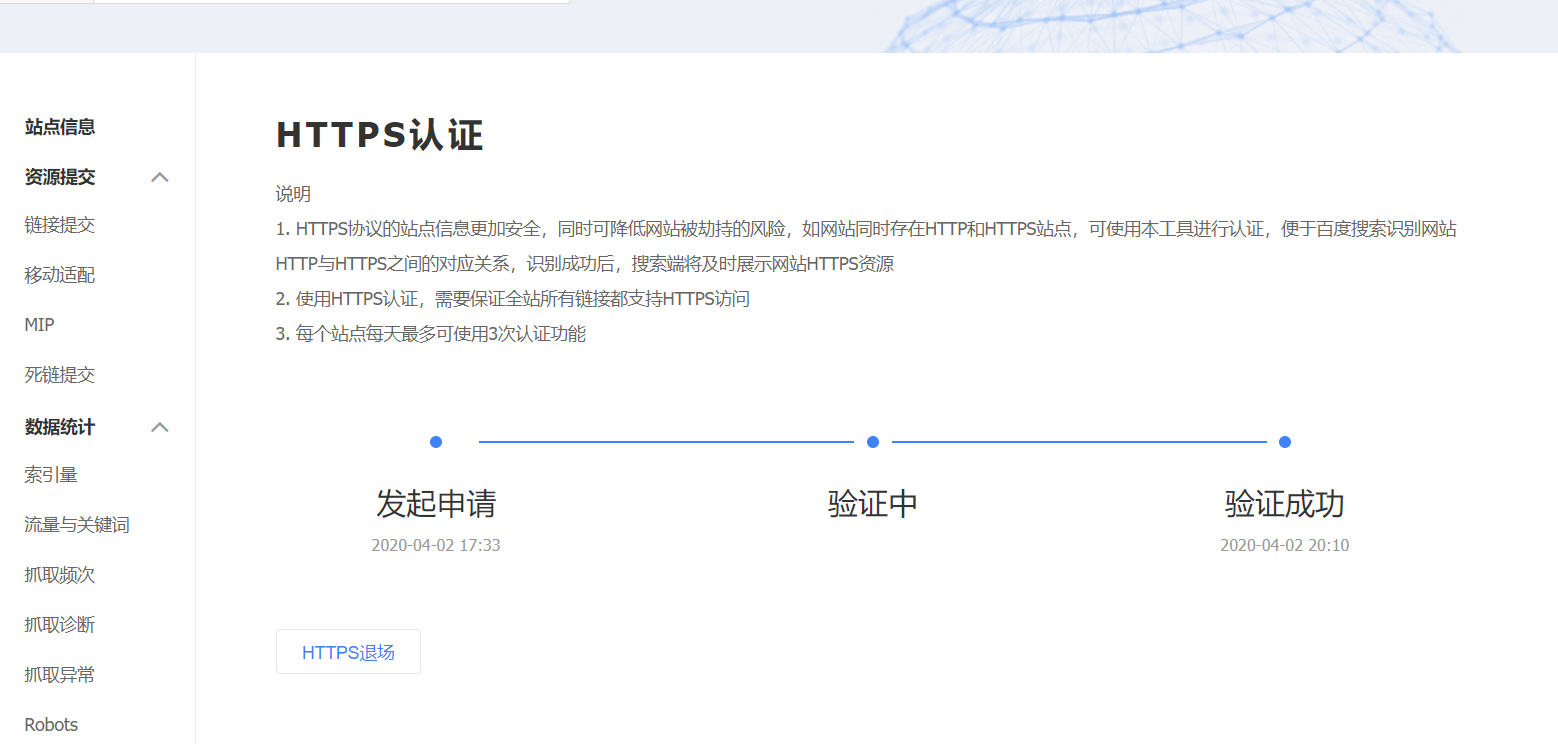 站点信息
资源提交
链接提交
移动适配
MIP
死链提交
数据统计
索引量
流量与关键词
抓取频次
抓取诊断
抓取异常
Robots
HTTPS认证
说明
1. HTTPS协议的站点信息更加安全，同时可降低网站被劫持的风险，如网站同时存在HTTP和HTTPS站点，可使用本工具进行认证，便于百度搜索识别网站
HTTP与HTTPS之间的对应关系，识别成功后，搜索端将及时展示网站HTTPS资源
2. 使用HTTPS认证，需要保证全站所有链接都支持HTTPS访问
3. 每个站点每天最多可使用3次认证功能
发起申请
2020-04-02 17:33
验证中
验证成功
2020-04-02 20:10
HTTPS退场